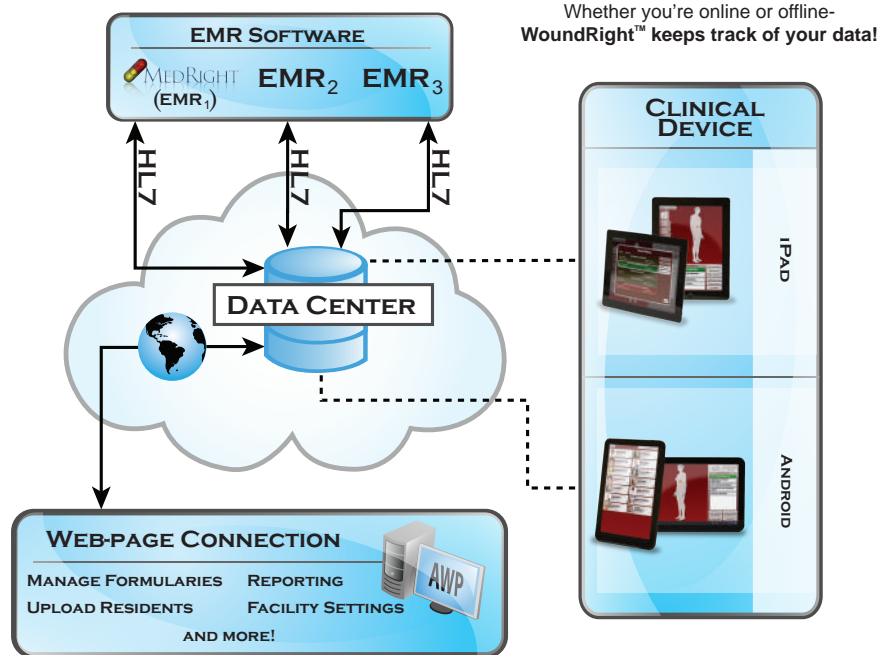 Whether you're online or offline-
WoundRight™ keeps track of your data!
EMR SOFTWARE
MEDRIGHT
(EMR₁)
EMR₂
EMR₃
HL7
HL7
HL7
DATA CENTER
CLINICAL
DEVICE
IPAD
ANDROID
WEB-PAGE CONNECTION
MANAGE FORMULARIES
REPORTING
UPLOAD RESIDENTS
FACILITY SETTINGS
AND MORE!
AWP